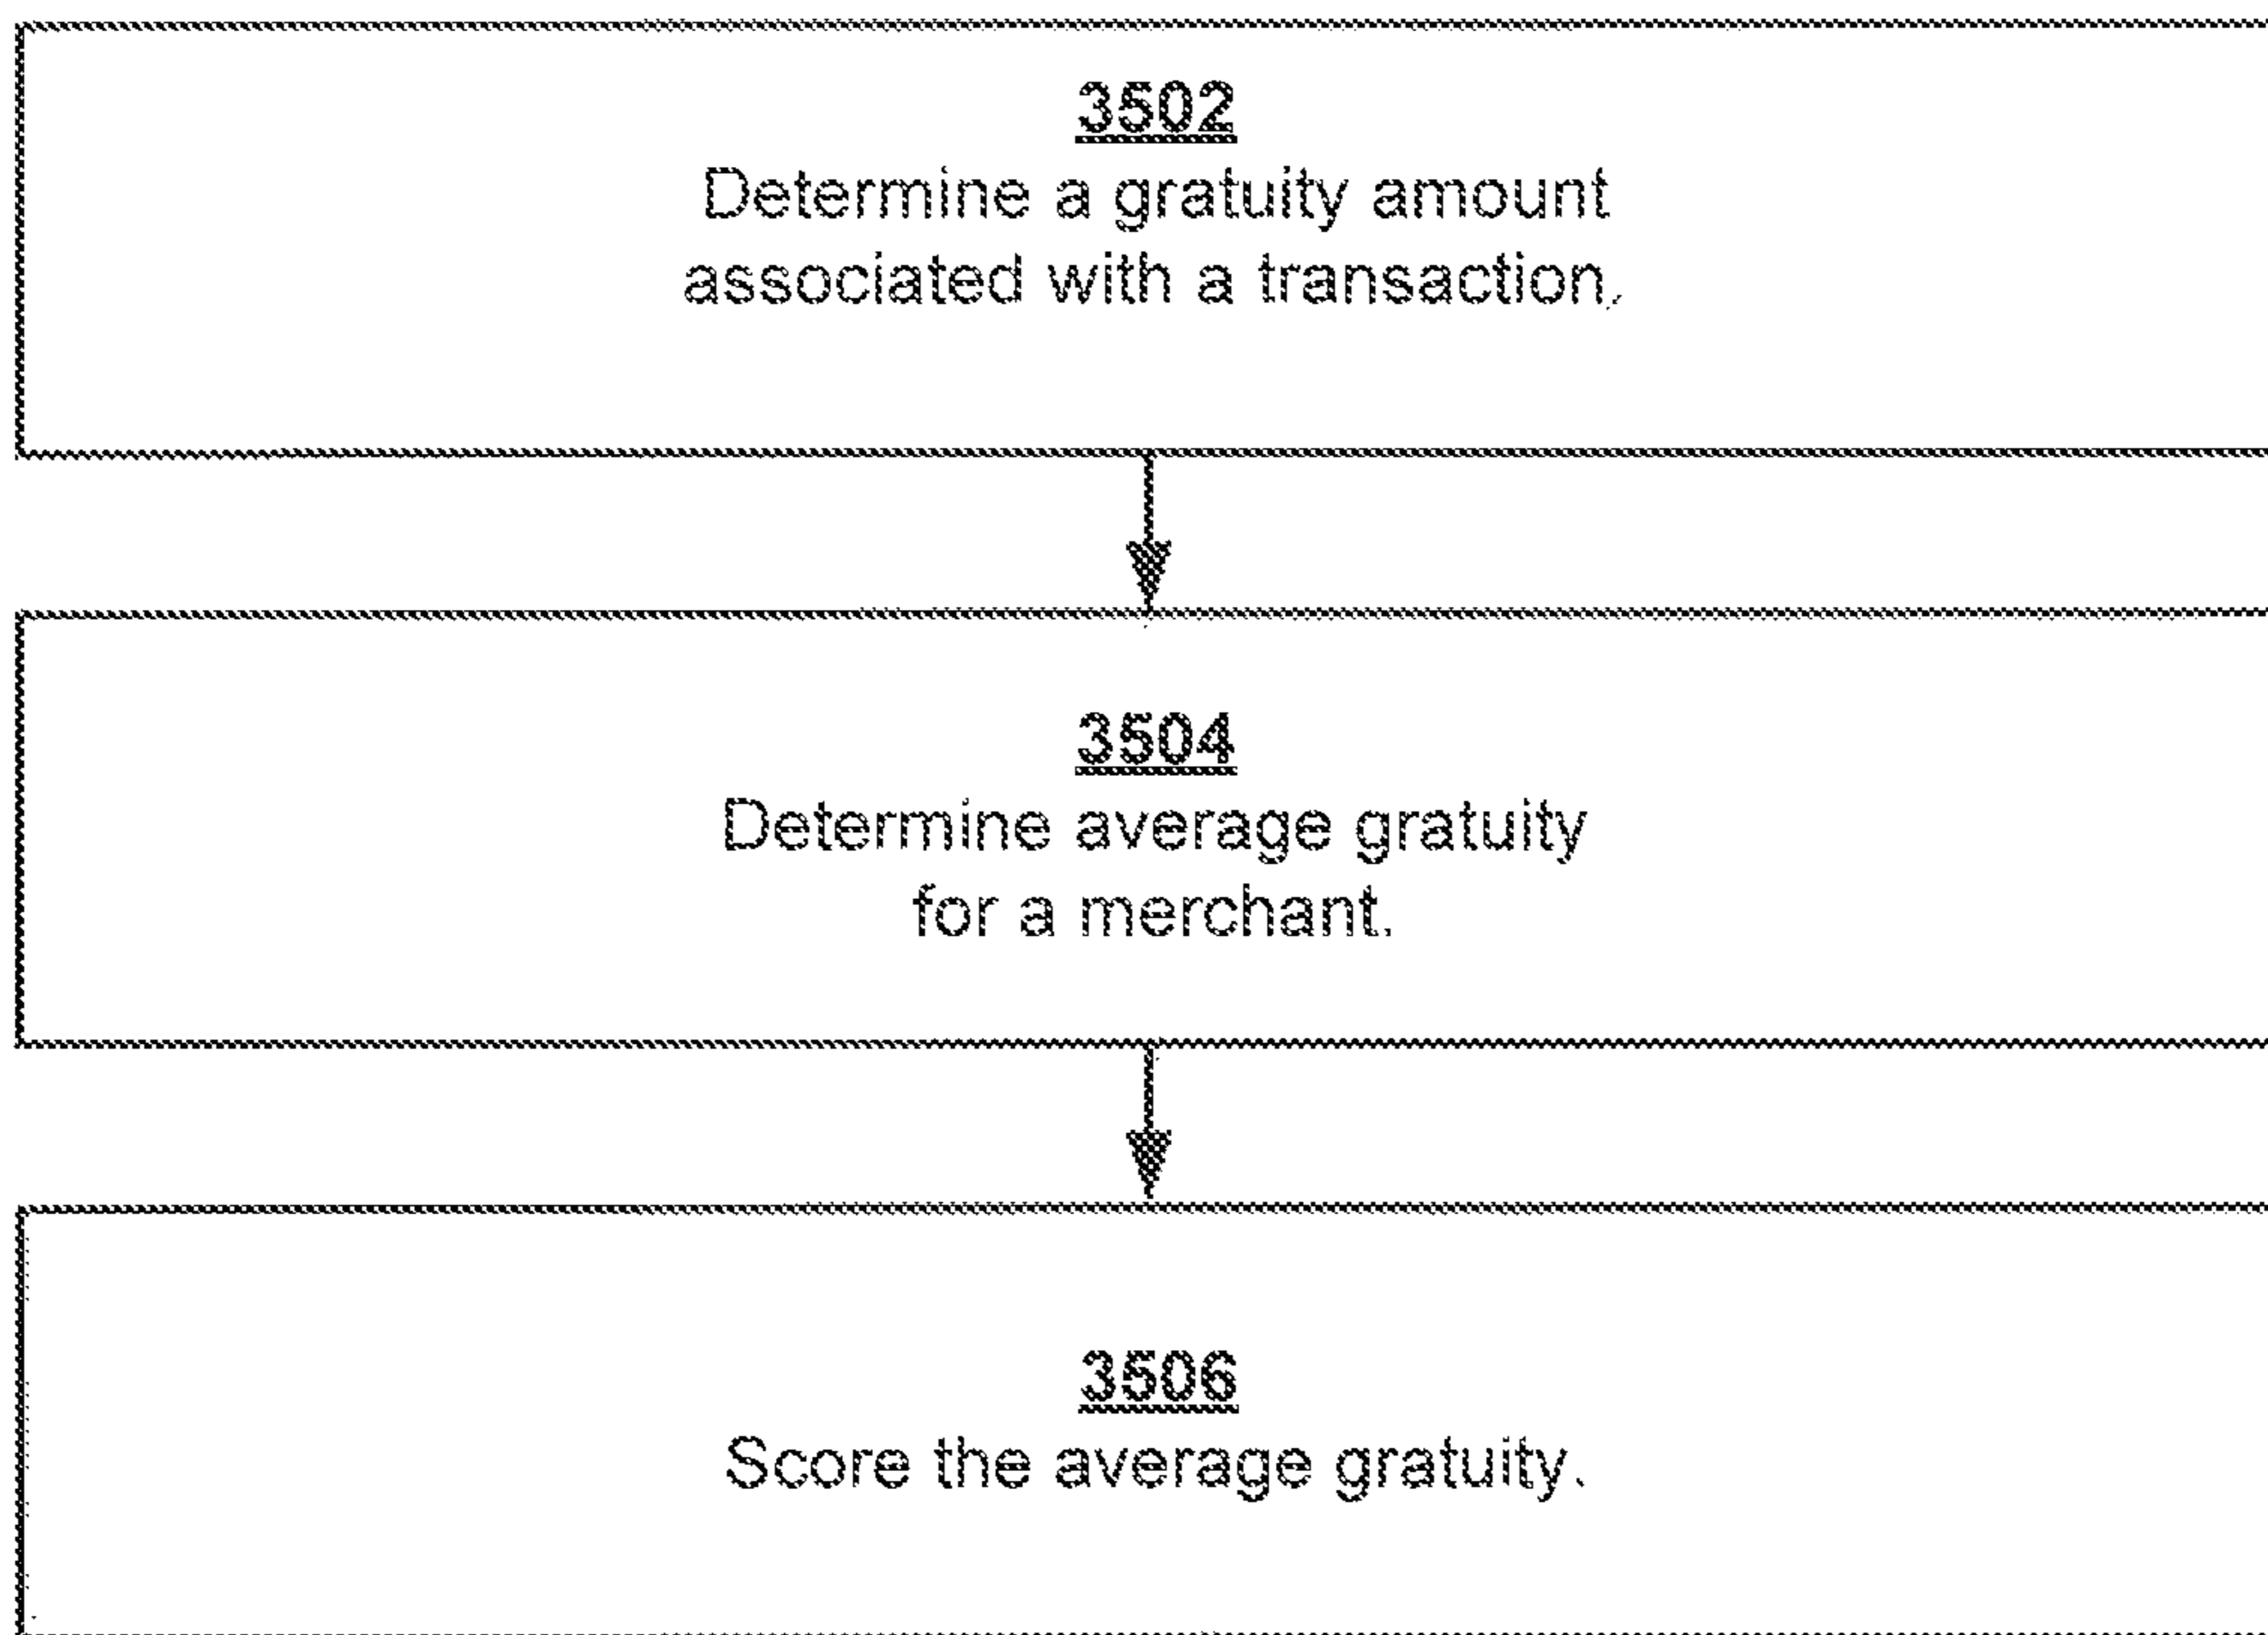 3502
Determine a gratuity amount
associated with a transaction.
3504
Determine average gratuity
for a merchant.
3506
Score the average gratuity.